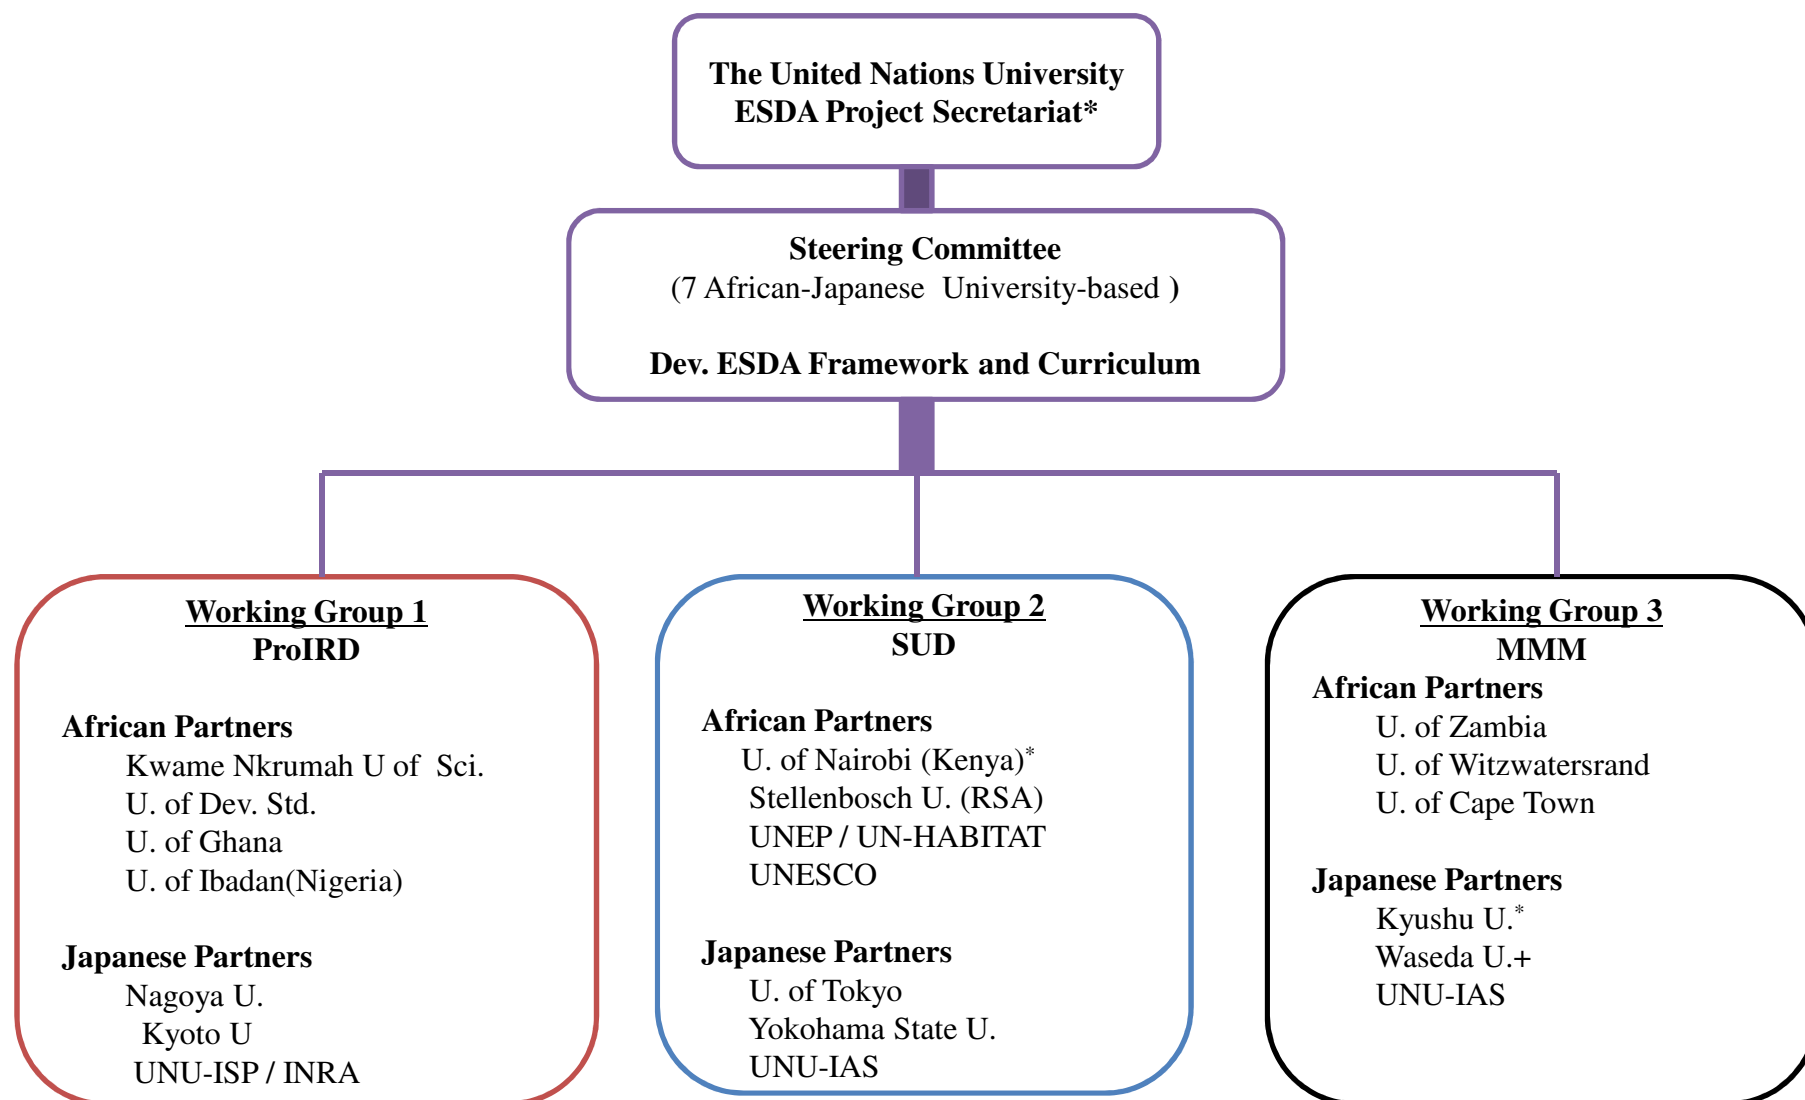 The United Nations University
ESDA Project Secretariat*
Steering Committee
(7 African-Japanese University-based )
Dev. ESDA Framework and Curriculum
Working Group 1
ProIRD
African Partners
Kwame Nkrumah U of Sci.
U. of Dev. Std.
U. of Ghana
U. of Ibadan(Nigeria)
Japanese Partners
Nagoya U.
Kyoto U
UNU-ISP / INRA
Working Group 2
SUD
African Partners
U. of Nairobi (Kenya)*
Stellenbosch U. (RSA)
UNEP / UN-HABITAT
UNESCO
Japanese Partners
U. of Tokyo
Yokohama State U.
UNU-IAS
Working Group 3
MMM
African Partners
U. of Zambia
U. of Witzwatersrand
U. of Cape Town
Japanese Partners
Kyushu U.*
Waseda U.+
UNU-IAS